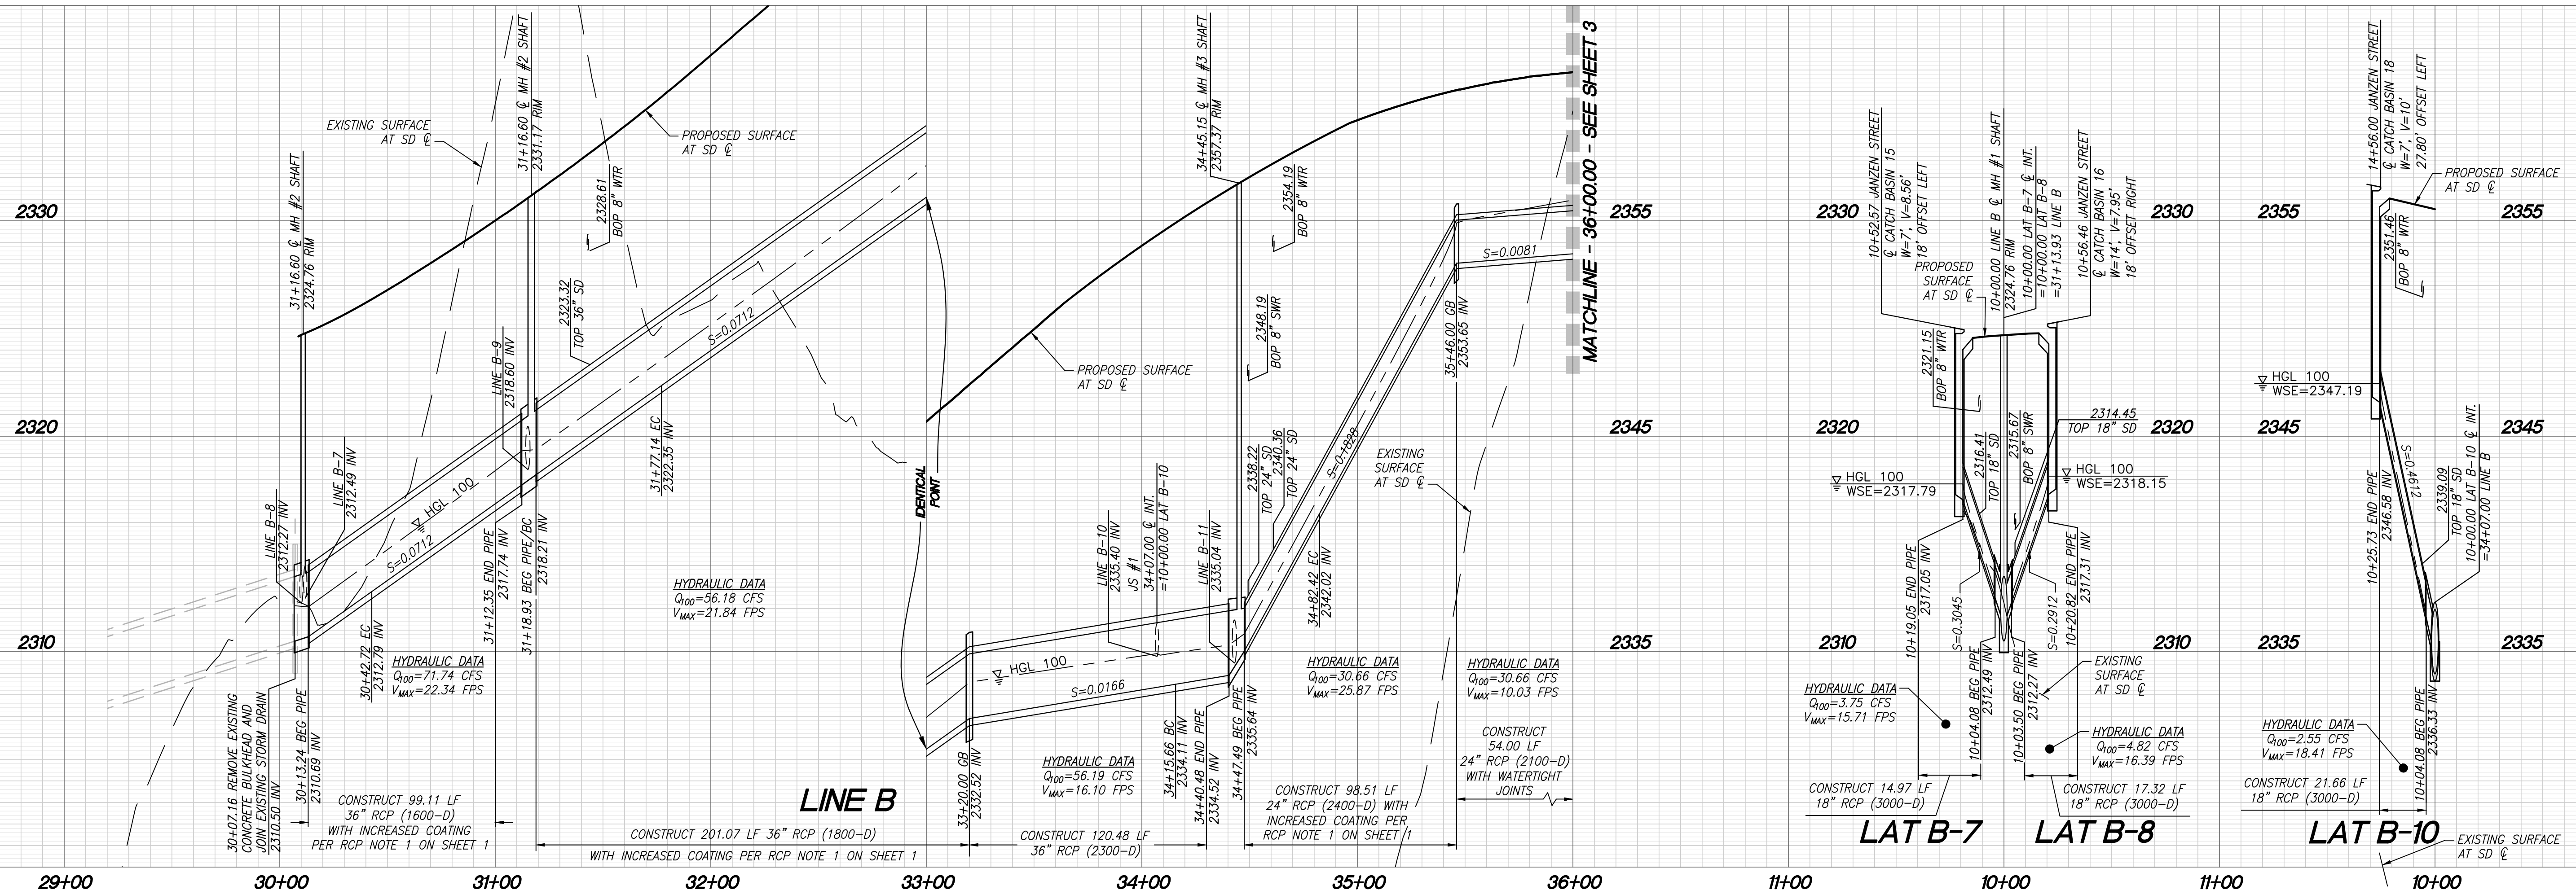 2330
2320
2310
EXISTING SURFACE
AT SD ℄
31+16.60 ℄ MH #2 SHAFT
2324.76 RIM
31+16.60 ℄ MH #2 SHAFT
2331.17 RIM
2328.61
BOP 8" WTR
PROPOSED SURFACE
AT SD ℄
2323.32
TOP 36" SD
LINE B-9
2318.60 INV
LINE B-7
2312.49 INV
LINE B-8
2312.27 INV
HGL 100
S=0.0712
S=0.0712
31+77.14 EC
2322.35 INV
31+12.35 END PIPE
2317.74 INV
31+18.93 BEG PIPE/BC
2318.21 INV
30+42.72 EC
2312.79 INV
30+13.24 BEG PIPE
2310.69 INV
30+07.16 REMOVE EXISTING
CONCRETE BULKHEAD AND
JOIN EXISTING STORM DRAIN
2310.50 INV
HYDRAULIC DATA
Q100=71.74 CFS
VMAX=22.34 FPS
HYDRAULIC DATA
Q100=56.18 CFS
VMAX=21.84 FPS
CONSTRUCT 99.11 LF
36" RCP (1600-D)
WITH INCREASED COATING
PER RCP NOTE 1 ON SHEET 1
CONSTRUCT 201.07 LF 36" RCP (1800-D)
WITH INCREASED COATING PER RCP NOTE 1 ON SHEET 1
LINE B
IDENTICAL
POINT
34+45.15 ℄ MH #3 SHAFT
2357.37 RIM
2354.19
BOP 8" WTR
2348.19
BOP 8" SWR
PROPOSED SURFACE
AT SD ℄
2338.22
TOP 24" SD
2340.36
TOP 24" SD
S=0.1828
35+46.00 GB
2353.65 INV
S=0.0081
EXISTING
SURFACE
AT SD ℄
LINE B-10
2335.40 INV
JS #1
34+07.00 ℄ INT.
=10+00.00 LAT B-10
LINE B-11
2335.04 INV
34+82.42 EC
2342.02 INV
HGL 100
S=0.0166
33+20.00 GB
2332.52 INV
34+15.66 BC
2334.11 INV
34+40.48 END PIPE
2334.52 INV
34+47.49 BEG PIPE
2335.64 INV
HYDRAULIC DATA
Q100=56.19 CFS
VMAX=16.10 FPS
HYDRAULIC DATA
Q100=30.66 CFS
VMAX=25.87 FPS
HYDRAULIC DATA
Q100=30.66 CFS
VMAX=10.03 FPS
CONSTRUCT 120.48 LF
36" RCP (2300-D)
CONSTRUCT 98.51 LF
24" RCP (2400-D) WITH
INCREASED COATING PER
RCP NOTE 1 ON SHEET 1
CONSTRUCT
54.00 LF
24" RCP (2100-D)
WITH WATERTIGHT
JOINTS
MATCHLINE - 36+00.00 - SEE SHEET 3
2355
2345
2335
29+00
30+00
31+00
32+00
33+00
34+00
35+00
36+00
2330
2320
2310
10+52.57 JANZEN STREET
℄ CATCH BASIN 15
W=7', V=8.56'
18' OFFSET LEFT
PROPOSED
SURFACE
AT SD ℄
10+00.00 LINE B ℄ MH #1 SHAFT
2324.76 RIM
10+00.00 LAT B-7 ℄ INT.
=10+00.00 LAT B-8
=31+13.93 LINE B
10+56.46 JANZEN STREET
℄ CATCH BASIN 16
W=14', V=7.95'
18' OFFSET RIGHT
2321.15
BOP 8" WTR
2316.41
TOP 18" SD
2315.67
BOP 8" SWR
2314.45
TOP 18" SD
HGL 100
WSE=2317.79
HGL 100
WSE=2318.15
10+19.05 END PIPE
2317.05 INV
S=0.3045
10+04.08 BEG PIPE
2312.49 INV
10+03.50 BEG PIPE
2312.27 INV
S=0.2912
10+20.82 END PIPE
2317.31 INV
EXISTING
SURFACE
AT SD ℄
HYDRAULIC DATA
Q100=3.75 CFS
VMAX=15.71 FPS
HYDRAULIC DATA
Q100=4.82 CFS
VMAX=16.39 FPS
CONSTRUCT 14.97 LF
18" RCP (3000-D)
CONSTRUCT 17.32 LF
18" RCP (3000-D)
LAT B-7
LAT B-8
2330
2320
2310
11+00
10+00
2355
2345
2335
14+56.00 JANZEN STREET
℄ CATCH BASIN 18
W=7', V=10'
27.80' OFFSET LEFT
2351.46
BOP 8" WTR
PROPOSED SURFACE
AT SD ℄
HGL 100
WSE=2347.19
S=0.4612
10+25.73 END PIPE
2346.58 INV
2339.09
TOP 18" SD
10+00.00 LAT B-10 ℄ INT.
=34+07.00 LINE B
10+04.08 BEG PIPE
2336.33 INV
HYDRAULIC DATA
Q100=2.55 CFS
VMAX=18.41 FPS
CONSTRUCT 21.66 LF
18" RCP (3000-D)
LAT B-10
EXISTING SURFACE
AT SD ℄
2355
2345
2335
11+00
10+00